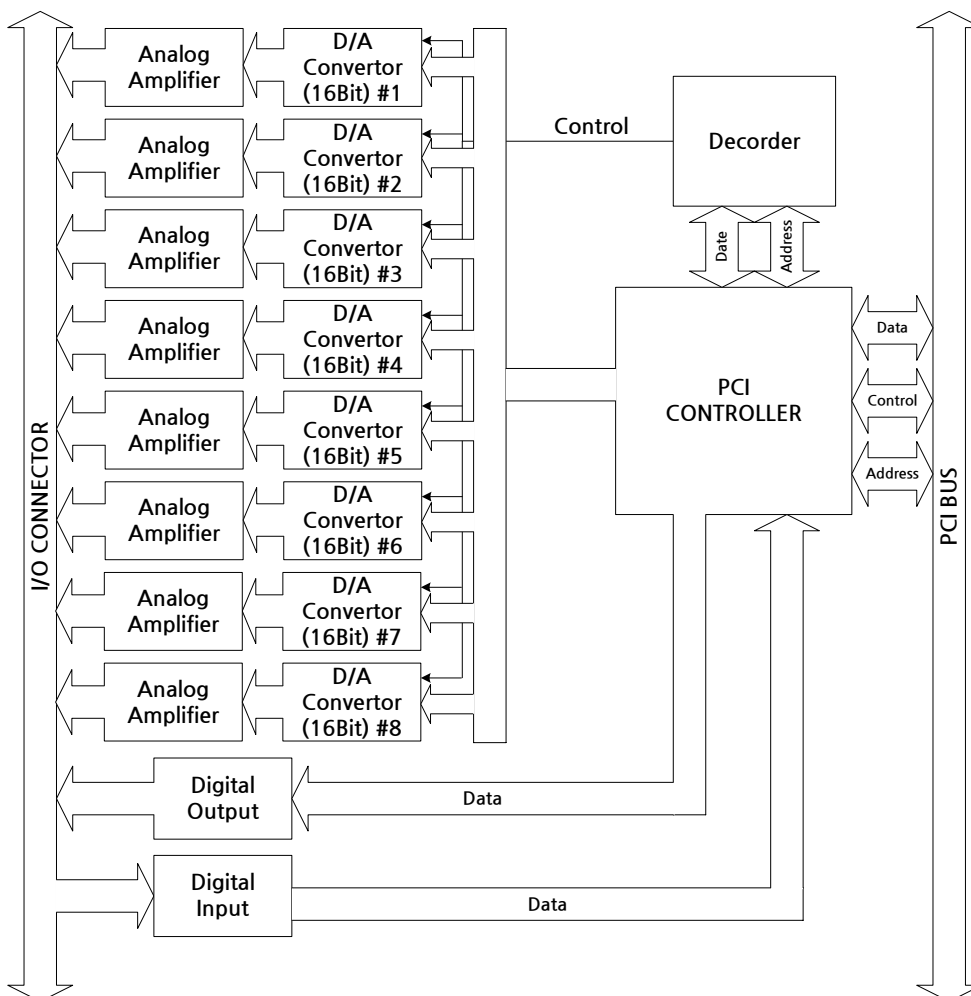 Analog
Amplifier
D/A
Convertor
(16Bit) #1
Analog
Amplifier
D/A
Convertor
(16Bit) #2
Analog
Amplifier
D/A
Convertor
(16Bit) #3
Analog
Amplifier
D/A
Convertor
(16Bit) #4
Analog
Amplifier
D/A
Convertor
(16Bit) #5
Analog
Amplifier
D/A
Convertor
(16Bit) #6
Analog
Amplifier
D/A
Convertor
(16Bit) #7
Analog
Amplifier
D/A
Convertor
(16Bit) #8
I/O CONNECTOR
Control
Decorder
Date
Address
PCI
CONTROLLER
Data
Control
Address
PCI BUS
Digital
Output
Data
Digital
Input
Data